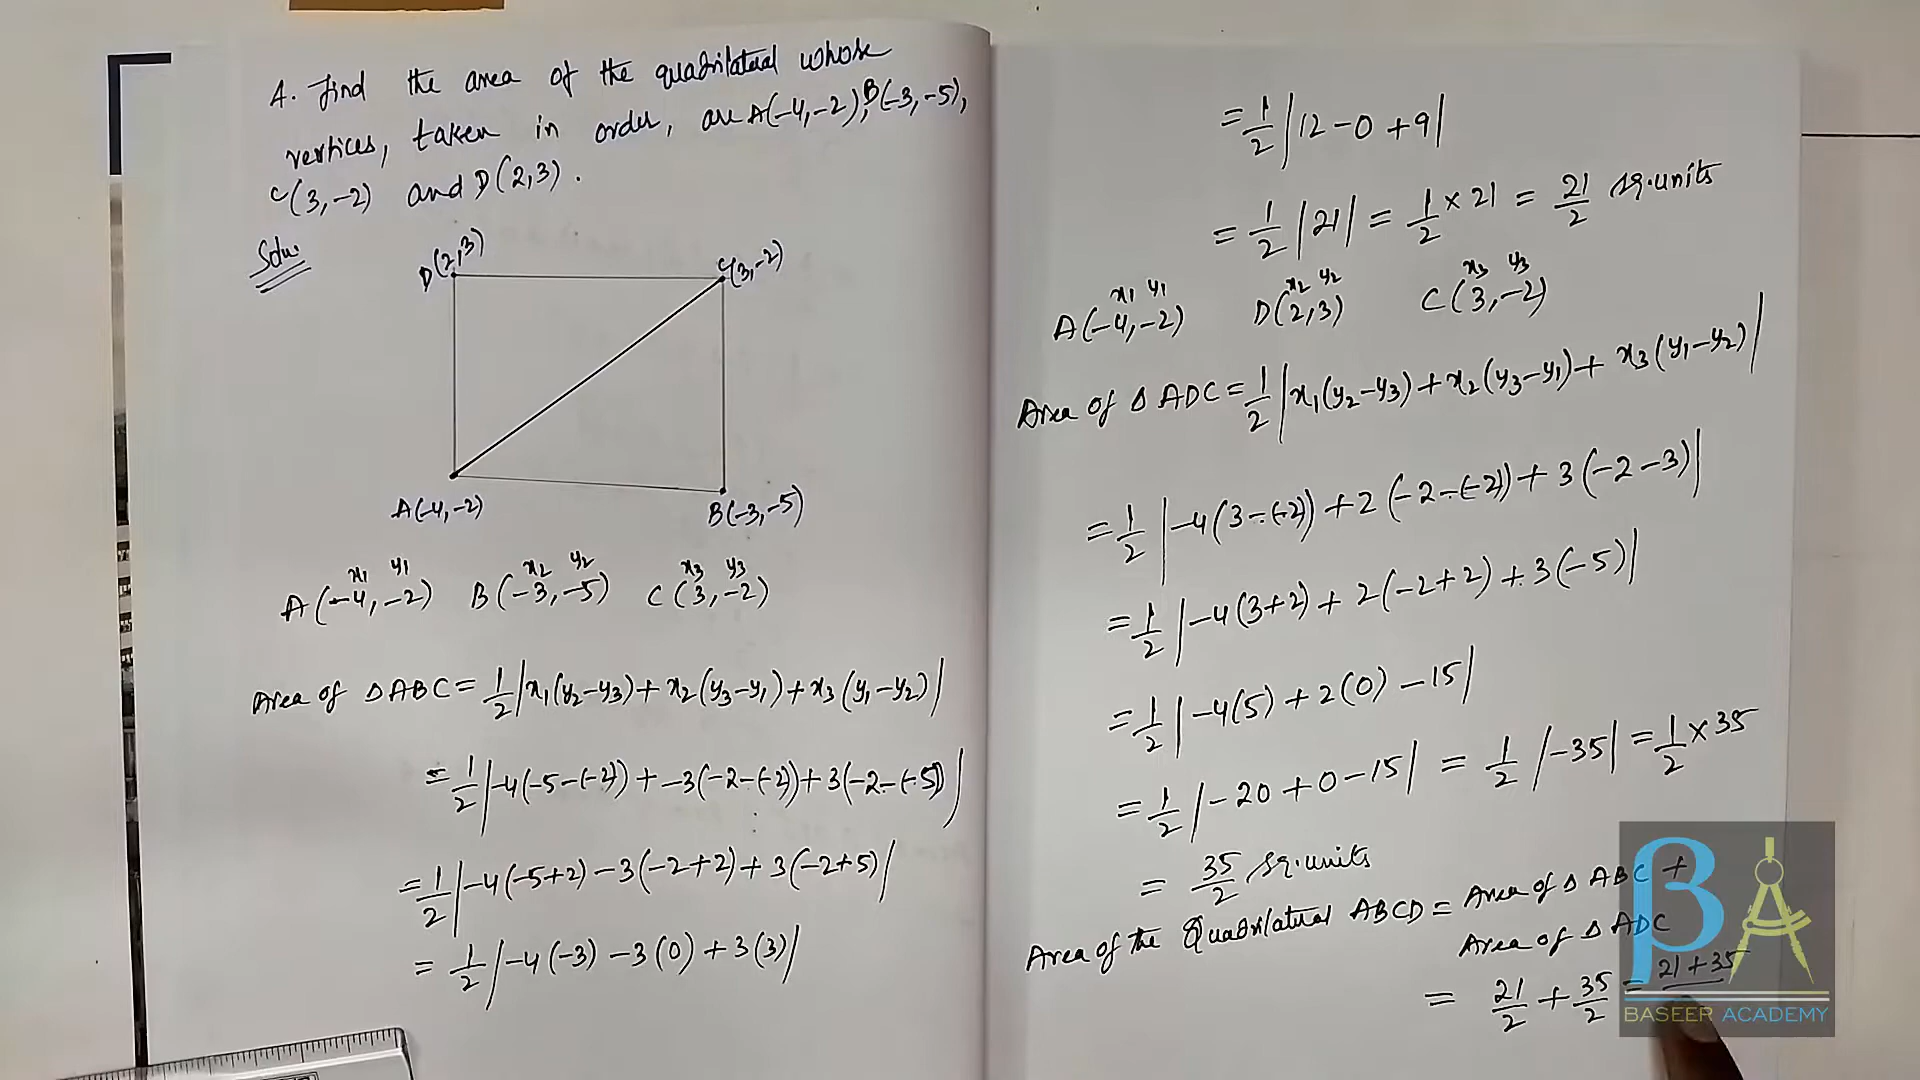 4. Find the area of the quadrilateral whose
vertices, taken in order, are A(-4,-2), B(-3,-5),
C(3,-2) and D(2,3).
Solu
D(2,3)
C(3,-2)
A(-4,-2)
B(-3,-5)
x₁ y₁ x₂ y₂ x₃ y₃
A(-4,-2) B(-3,-5) C(3,-2)
Area of Δ ABC = 1/2 |x₁(y₂-y₃)+x₂(y₃-y₁)+x₃(y₁-y₂)|
= 1/2 |-4(-5-(-2))+-3(-2-(-2))+3(-2-(-5))|
= 1/2 |-4(-5+2)-3(-2+2)+3(-2+5)|
= 1/2 |-4(-3)-3(0)+3(3)|
= 1/2 |12-0+9|
= 1/2 |21| = 1/2 × 21 = 21/2 sq.units
x₁ y₁ x₂ y₂ x₃ y₃
A(-4,-2) D(2,3) C(3,-2)
Area of Δ ADC = 1/2 |x₁(y₂-y₃)+x₂(y₃-y₁)+x₃(y₁-y₂)|
= 1/2 |-4(3-(-2))+2(-2-(-2))+3(-2-3)|
= 1/2 |-4(3+2)+2(-2+2)+3(-5)|
= 1/2 |-4(5)+2(0)-15|
= 1/2 |-20+0-15| = 1/2 |-35| = 1/2 × 35
= 35/2 sq.units
Area of the Quadrilateral ABCD = Area of Δ ABC +
Area of Δ ADC
= 21/2 + 35/2 = 21+35
BA
BASEER ACADEMY